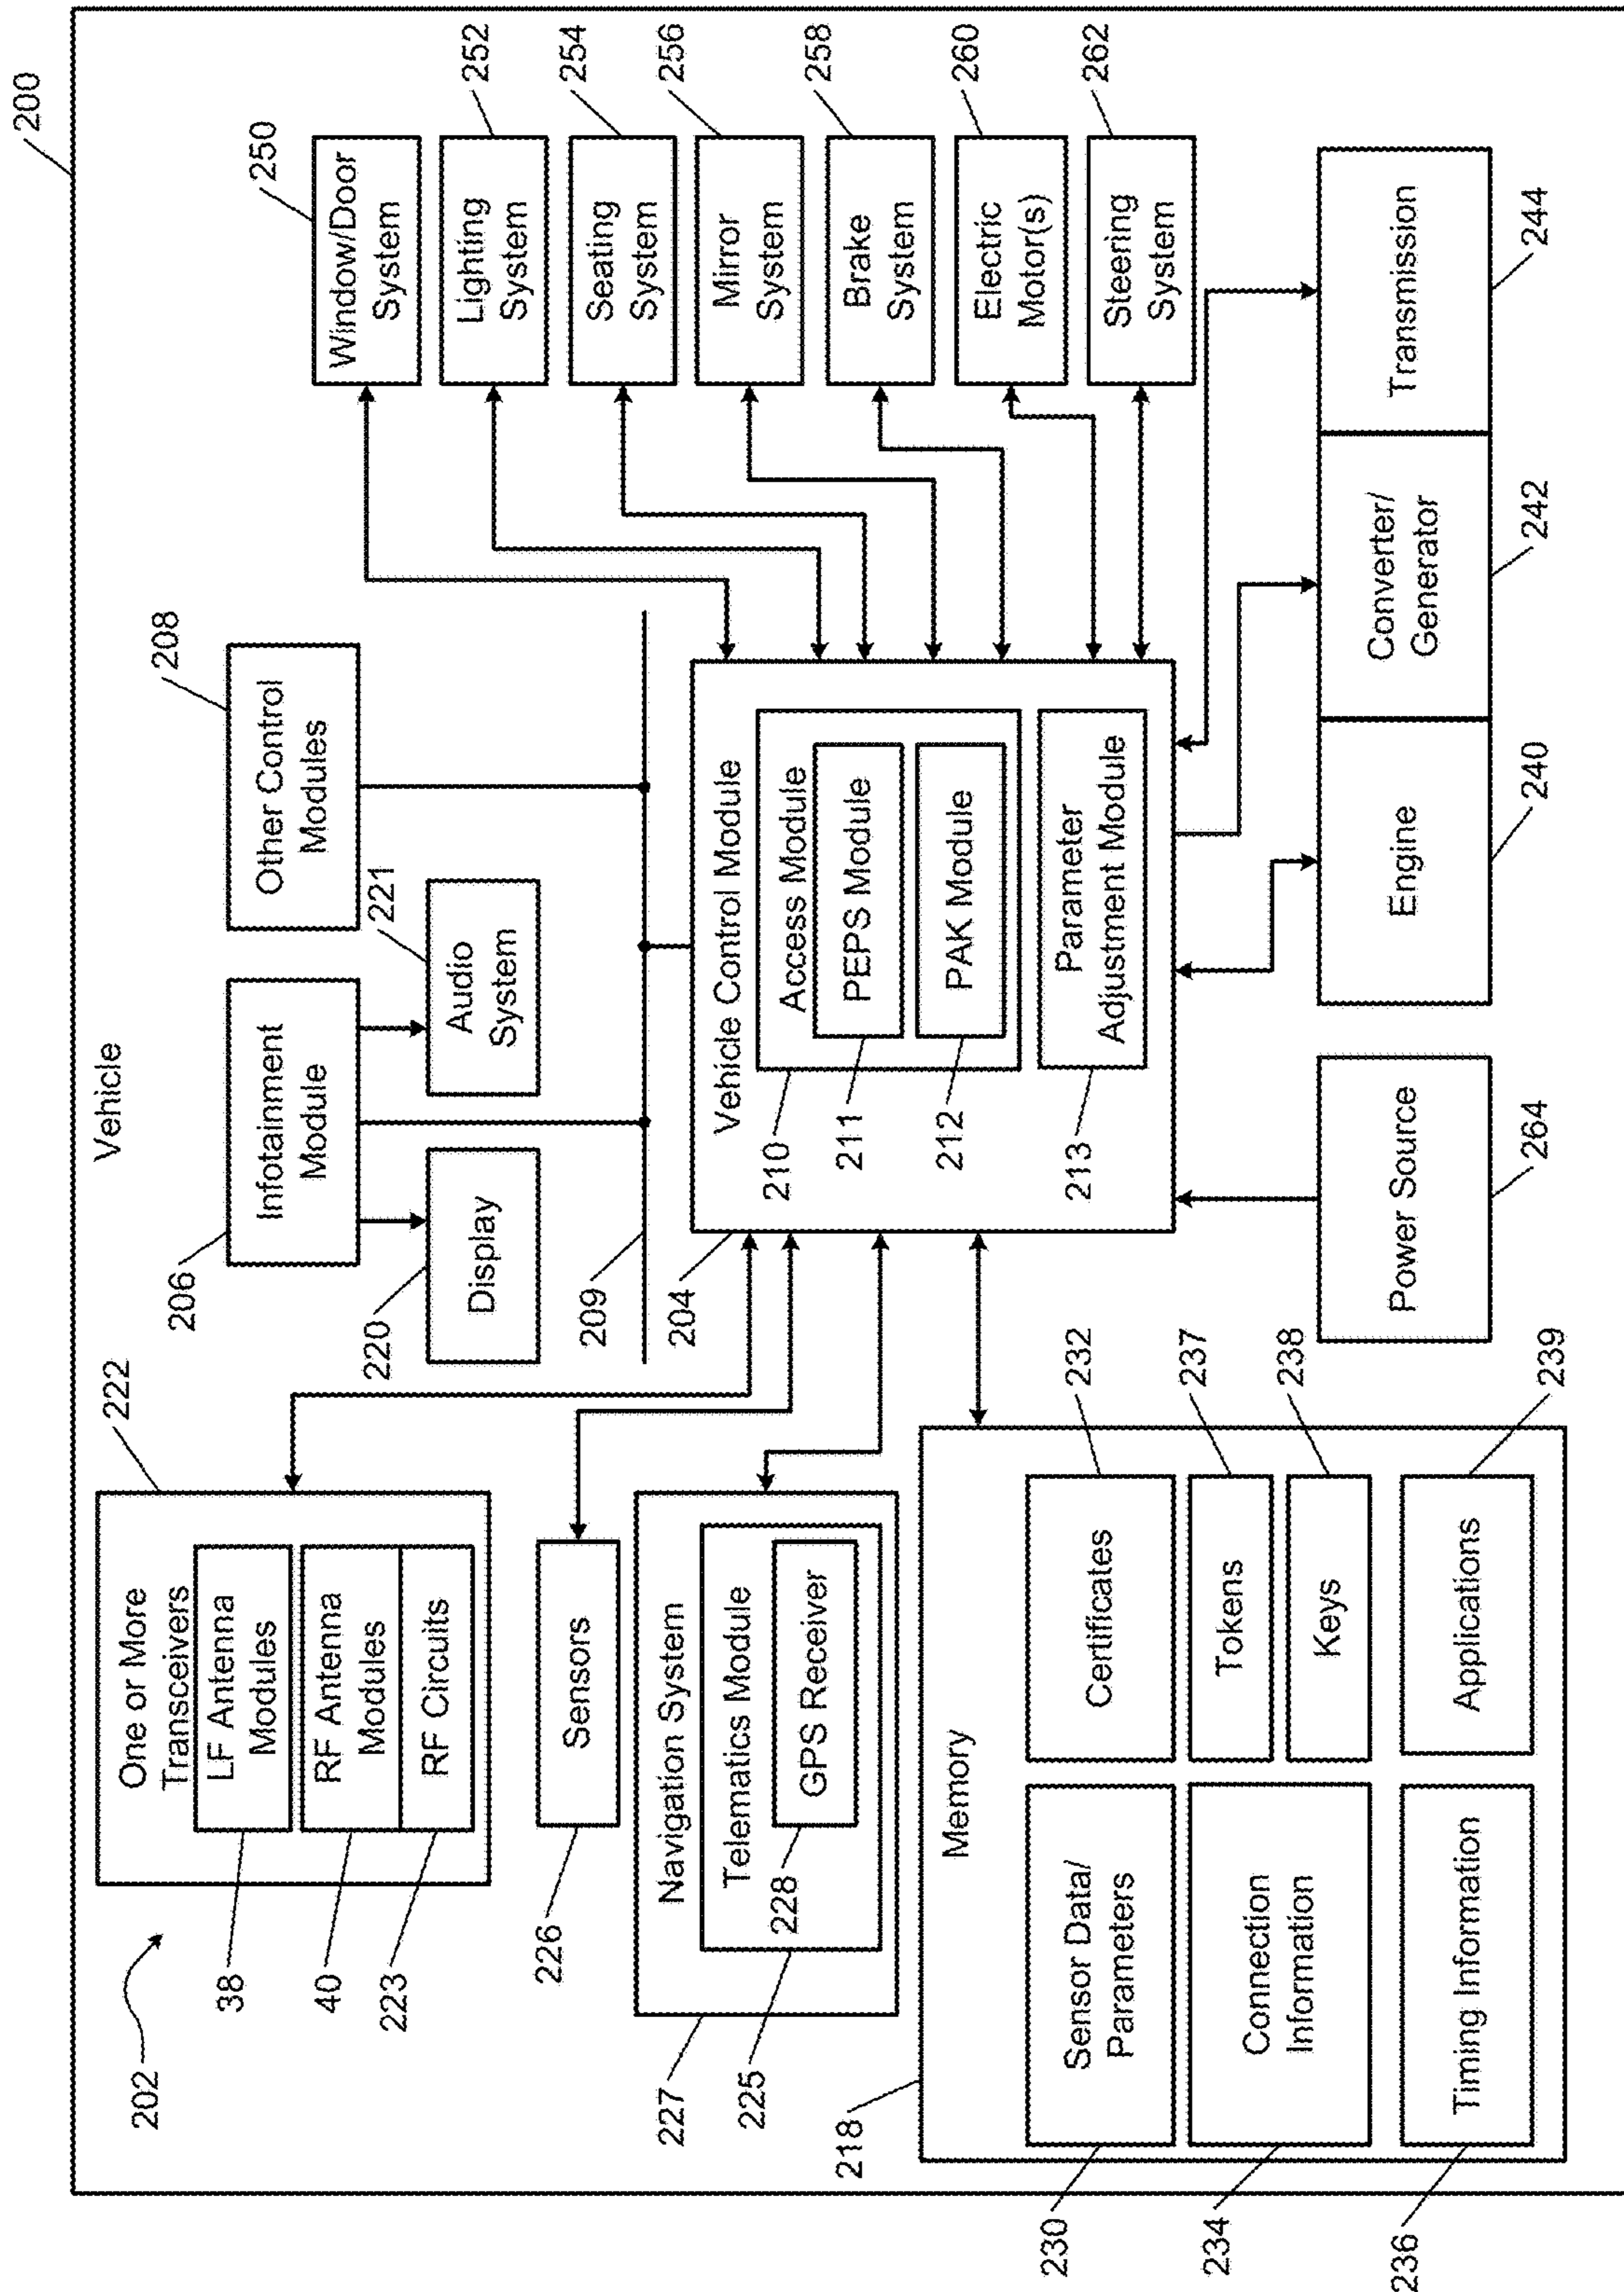 200
Vehicle
202
222
One or More
Transceivers
LF Antenna
Modules
RF Antenna
Modules
RF Circuits
38
40
223
206
Infotainment
Module
208
Other Control
Modules
220
Display
221
Audio
System
209
204
250
Window/Door
System
252
Lighting
System
254
Seating
System
256
Mirror
System
258
Brake
System
260
Electric
Motor(s)
262
Steering
System
226
Sensors
227
Navigation System
225
Telematics Module
228
GPS Receiver
Vehicle Control Module
210
Access Module
211
PEPS Module
212
PAK Module
213
Parameter
Adjustment Module
218
Memory
230
Sensor Data/
Parameters
232
Certificates
234
Connection
Information
237
Tokens
238
Keys
236
Timing Information
239
Applications
Power Source
264
Engine
240
Converter/
Generator
242
Transmission
244